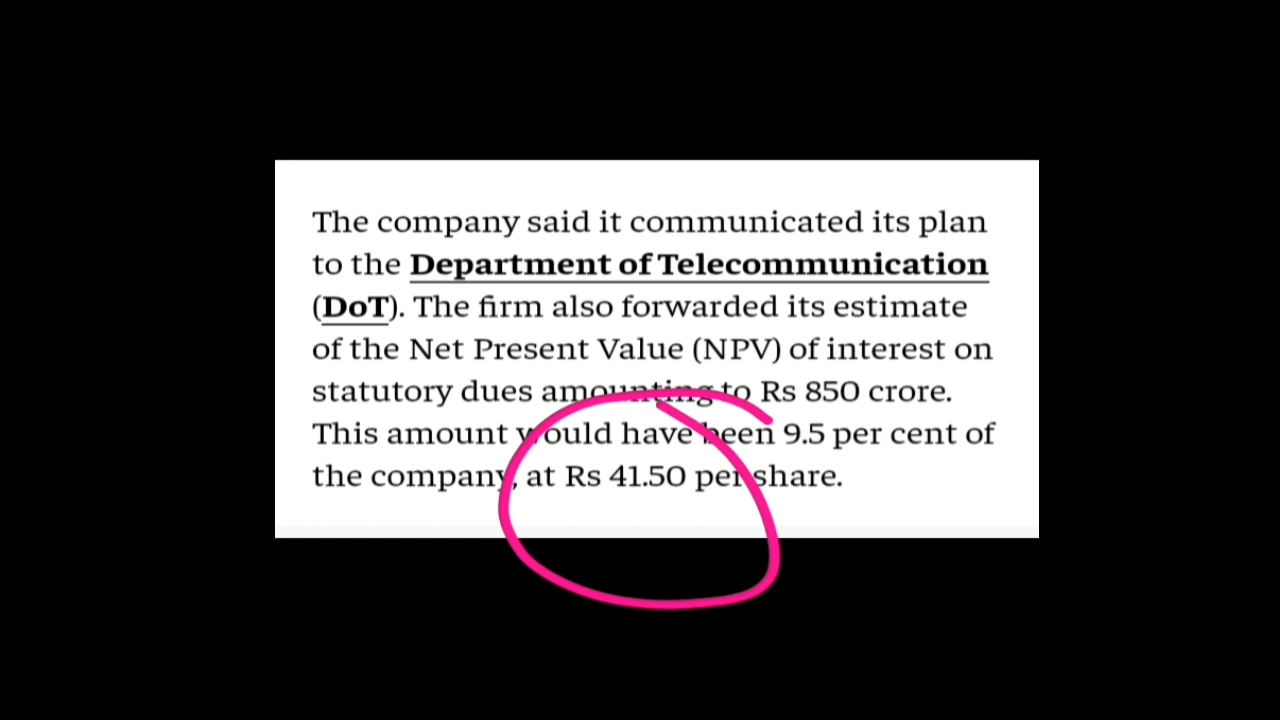 The company said it communicated its plan
to the Department of Telecommunication
(DoT). The firm also forwarded its estimate
of the Net Present Value (NPV) of interest on
statutory dues amounting to Rs 850 crore.
This amount would have been 9.5 per cent of
the company, at Rs 41.50 per share.